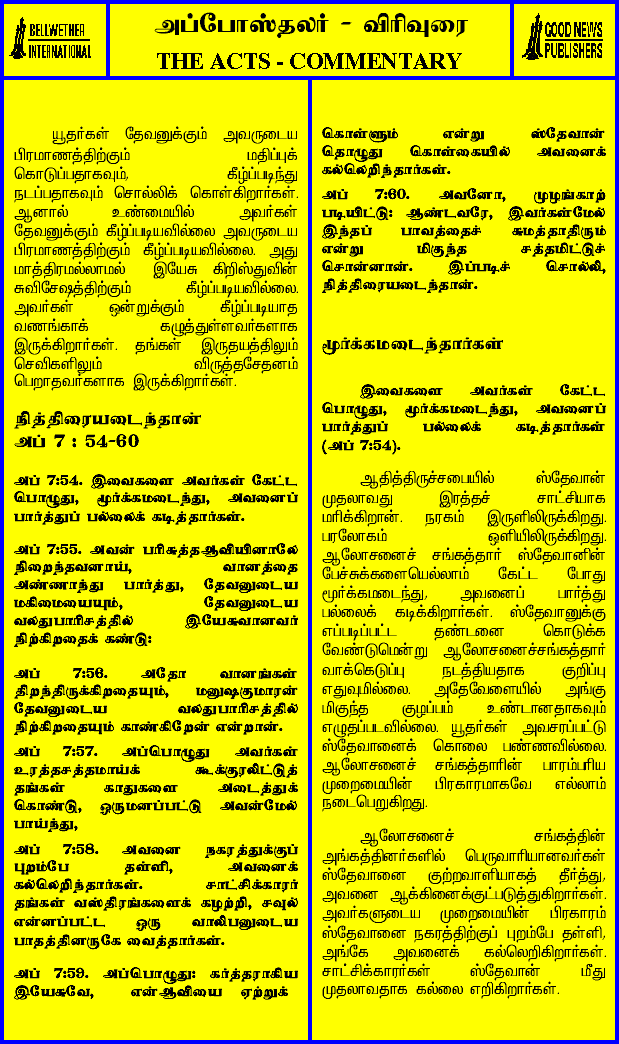 BELLWETHER
INTERNATIONAL
அப்போஸ்தலர் - விரிவுரை
THE ACTS - COMMENTARY
GOOD NEWS
PUBLISHERS
யூதர்கள் தேவனுக்கும் அவருடைய
பிரமாணத்திற்கும் மதிப்புக்
கொடுப்பதாகவும், கீழ்ப்படிந்து
நடப்பதாகவும் சொல்லிக் கொள்கிறார்கள்.
ஆனால் உண்மையில் அவர்கள்
தேவனுக்கும் கீழ்ப்படியவில்லை அவருடைய
பிரமாணத்திற்கும் கீழ்ப்படியவில்லை. அது
மாத்திரமல்லாமல் இயேசு கிறிஸ்துவின்
சுவிசேஷத்திற்கும் கீழ்ப்படியவில்லை.
அவர்கள் ஒன்றுக்கும் கீழ்ப்படியாத
வணங்காக் கழுத்துள்ளவர்களாக
இருக்கிறார்கள். தங்கள் இருதயத்திலும்
செவிகளிலும் விருத்தசேதனம்
பெறாதவர்களாக இருக்கிறார்கள்.
நித்திரையடைந்தான்
அப் 7 : 54-60
அப் 7:54. இவைகளை அவர்கள் கேட்ட
பொழுது, மூர்க்கமடைந்து, அவனைப்
பார்த்துப் பல்லைக் கடித்தார்கள்.
அப் 7:55. அவன் பரிசுத்தஆவியினாலே
நிறைந்தவனாய், வானத்தை
அண்ணாந்து பார்த்து, தேவனுடைய
மகிமையையும், தேவனுடைய
வலதுபாரிசத்தில் இயேசுவானவர்
நிற்கிறதைக் கண்டு:
அப் 7:56. அதோ வானங்கள்
திறந்திருக்கிறதையும், மனுஷகுமாரன்
தேவனுடைய வலதுபாரிசத்தில்
நிற்கிறதையும் காண்கிறேன் என்றான்.
அப் 7:57. அப்பொழுது அவர்கள்
உரத்தசத்தமாய்க் கூக்குரலிட்டுத்
தங்கள் காதுகளை அடைத்துக்
கொண்டு, ஒருமனப்பட்டு அவன்மேல்
பாய்ந்து,
அப் 7:58. அவனை நகரத்துக்குப்
புறம்பே தள்ளி, அவனைக்
கல்லெறிந்தார்கள். சாட்சிக்காரர்
தங்கள் வஸ்திரங்களைக் கழற்றி, சவுல்
என்னப்பட்ட ஒரு வாலிபனுடைய
பாதத்தினருகே வைத்தார்கள்.
அப் 7:59. அப்பொழுது: கர்த்தராகிய
இயேசுவே, என்ஆவியை ஏற்றுக்
கொள்ளும் என்று ஸ்தேவான்
தொழுது கொள்கையில் அவனைக்
கல்லெறிந்தார்கள்.
அப் 7:60. அவனோ, முழங்காற்
படியிட்டு: ஆண்டவரே, இவர்கள்மேல்
இந்தப் பாவத்தைச் சுமத்தாதிரும்
என்று மிகுந்த சத்தமிட்டுச்
சொன்னான். இப்படிச் சொல்லி,
நித்திரையடைந்தான்.
மூர்க்கமடைந்தார்கள்
இவைகளை அவர்கள் கேட்ட
பொழுது, மூர்க்கமடைந்து, அவனைப்
பார்த்துப் பல்லைக் கடித்தார்கள்
(அப் 7:54).
ஆதித்திருச்சபையில் ஸ்தேவான்
முதலாவது இரத்தச் சாட்சியாக
மரிக்கிறான். நரகம் இருளிலிருக்கிறது.
பரலோகம் ஒளியிலிருக்கிறது.
ஆலோசனைச் சங்கத்தார் ஸ்தேவானின்
பேச்சுக்களையெல்லாம் கேட்ட போது
மூர்க்கமடைந்து, அவனைப் பார்த்து
பல்லைக் கடிக்கிறார்கள். ஸ்தேவானுக்கு
எப்படிப்பட்ட தண்டனை கொடுக்க
வேண்டுமென்று ஆலோசனைச்சங்கத்தார்
வாக்கெடுப்பு நடத்தியதாக குறிப்பு
எதுவுமில்லை. அதேவேளையில் அங்கு
மிகுந்த குழப்பம் உண்டானதாகவும்
எழுதப்படவில்லை. யூதர்கள் அவசரப்பட்டு
ஸ்தேவானைக் கொலை பண்ணவில்லை.
ஆலோசனைச் சங்கத்தாரின் பாரம்பரிய
முறைமையின் பிரகாரமாகவே எல்லாம்
நடைபெறுகிறது.
ஆலோசனைச் சங்கத்தின்
அங்கத்தினர்களில் பெருவாரியானவர்கள்
ஸ்தேவானை குற்றவாளியாகத் தீர்த்து,
அவனை ஆக்கினைக்குட்படுத்துகிறார்கள்.
அவர்களுடைய முறைமையின் பிரகாரம்
ஸ்தேவானை நகரத்திற்குப் புறம்பே தள்ளி,
அங்கே அவனைக் கல்லெறிகிறார்கள்.
சாட்சிக்காரர்கள் ஸ்தேவான் மீது
முதலாவதாக கல்லை எறிகிறார்கள்.